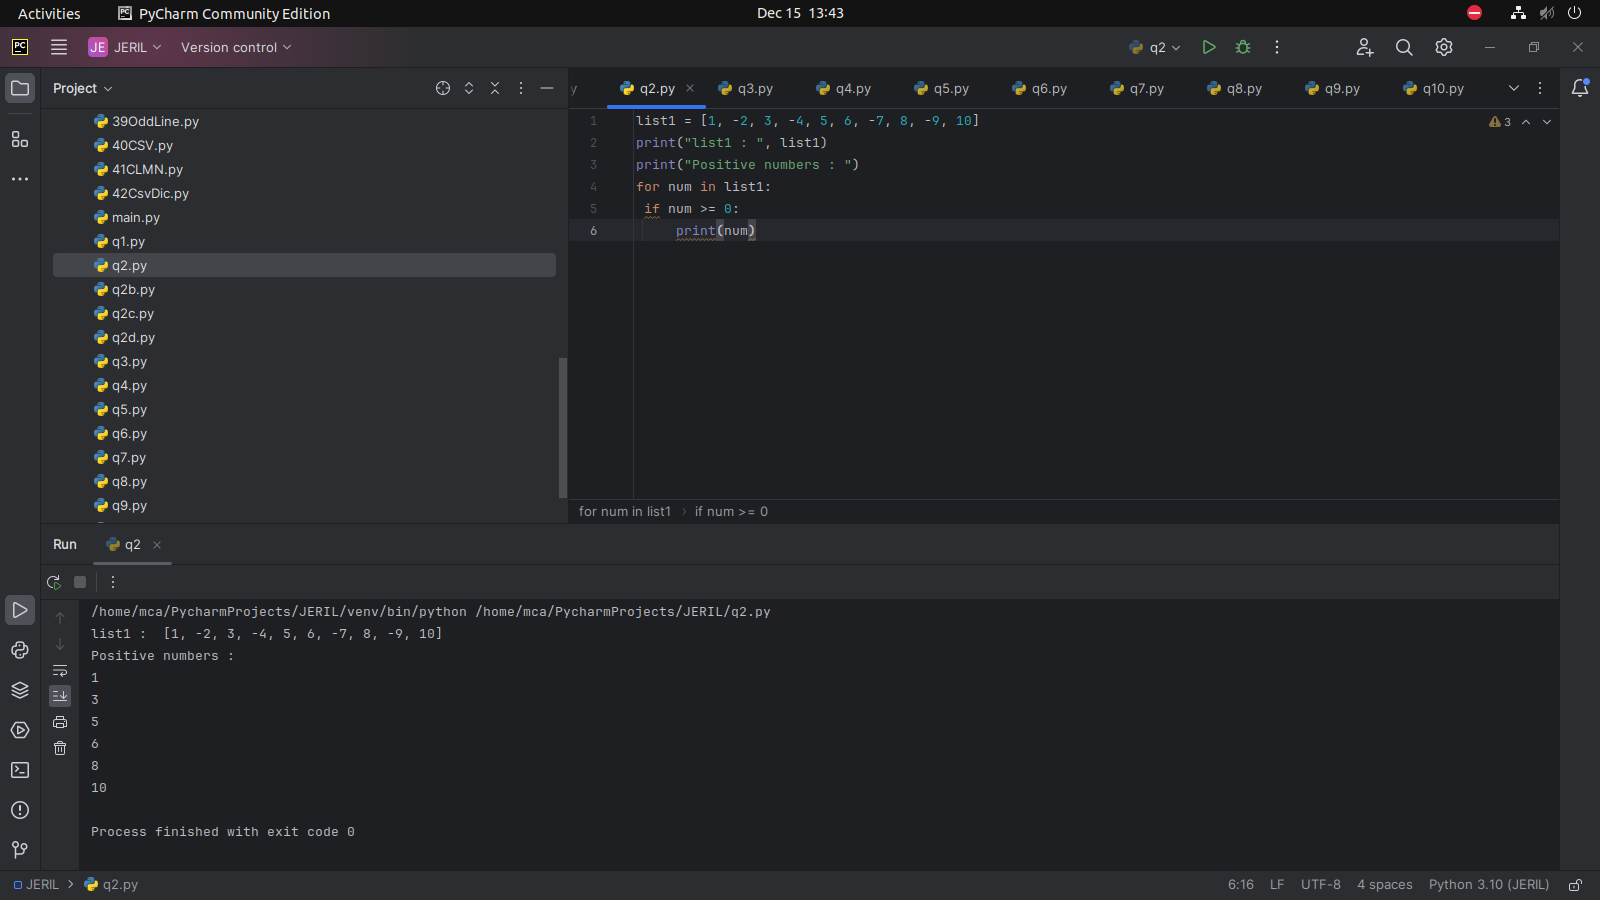 Activities PyCharm Community Edition Dec 15 13:43
PC JE JERIL Version control q2
Project
39OddLine.py
40CSV.py
41CLMN.py
42CsvDic.py
main.py
q1.py
q2.py
q2b.py
q2c.py
q2d.py
q3.py
q4.py
q5.py
q6.py
q7.py
q8.py
q9.py
y q2.py q3.py q4.py q5.py q6.py q7.py q8.py q9.py q10.py
1 list1 = [1, -2, 3, -4, 5, 6, -7, 8, -9, 10] 3
2 print("list1 : ", list1)
3 print("Positive numbers : ")
4 for num in list1:
5 if num >= 0:
6 print(num)
for num in list1 › if num >= 0
Run q2
/home/mca/PycharmProjects/JERIL/venv/bin/python /home/mca/PycharmProjects/JERIL/q2.py
list1 :  [1, -2, 3, -4, 5, 6, -7, 8, -9, 10]
Positive numbers :
1
3
5
6
8
10
Process finished with exit code 0
JERIL › q2.py 6:16 LF UTF-8 4 spaces Python 3.10 (JERIL)